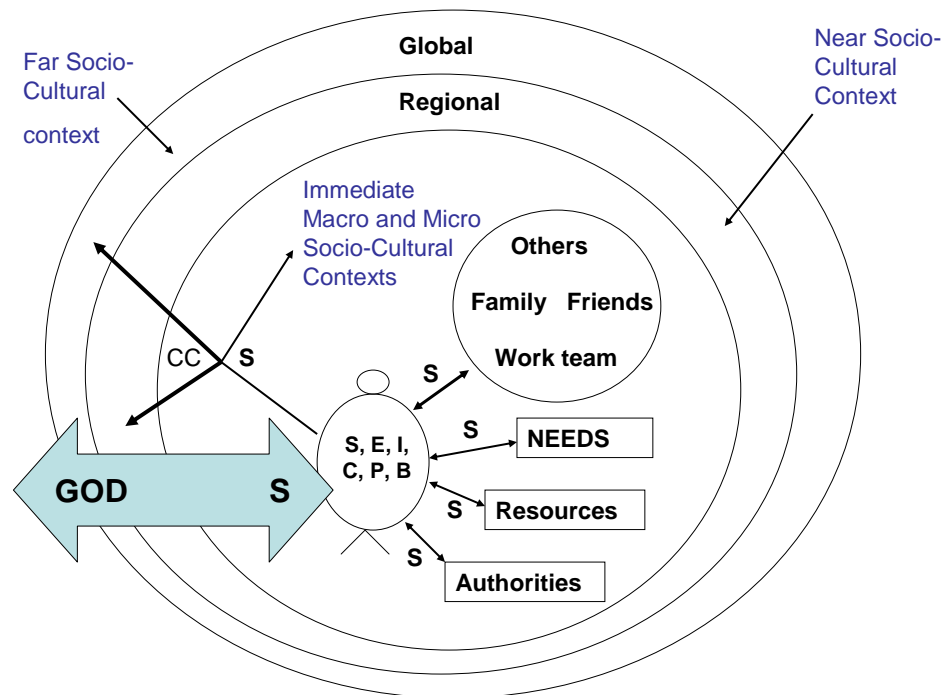 Global
Far Socio-
Cultural
context
Near Socio-
Cultural
Context
Regional
Immediate
Macro and Micro
Socio-Cultural
Contexts
Others
Family Friends
Work team
CC S
S
S, E, I,
C, P, B
S
NEEDS
S
Resources
S
Authorities
GOD S